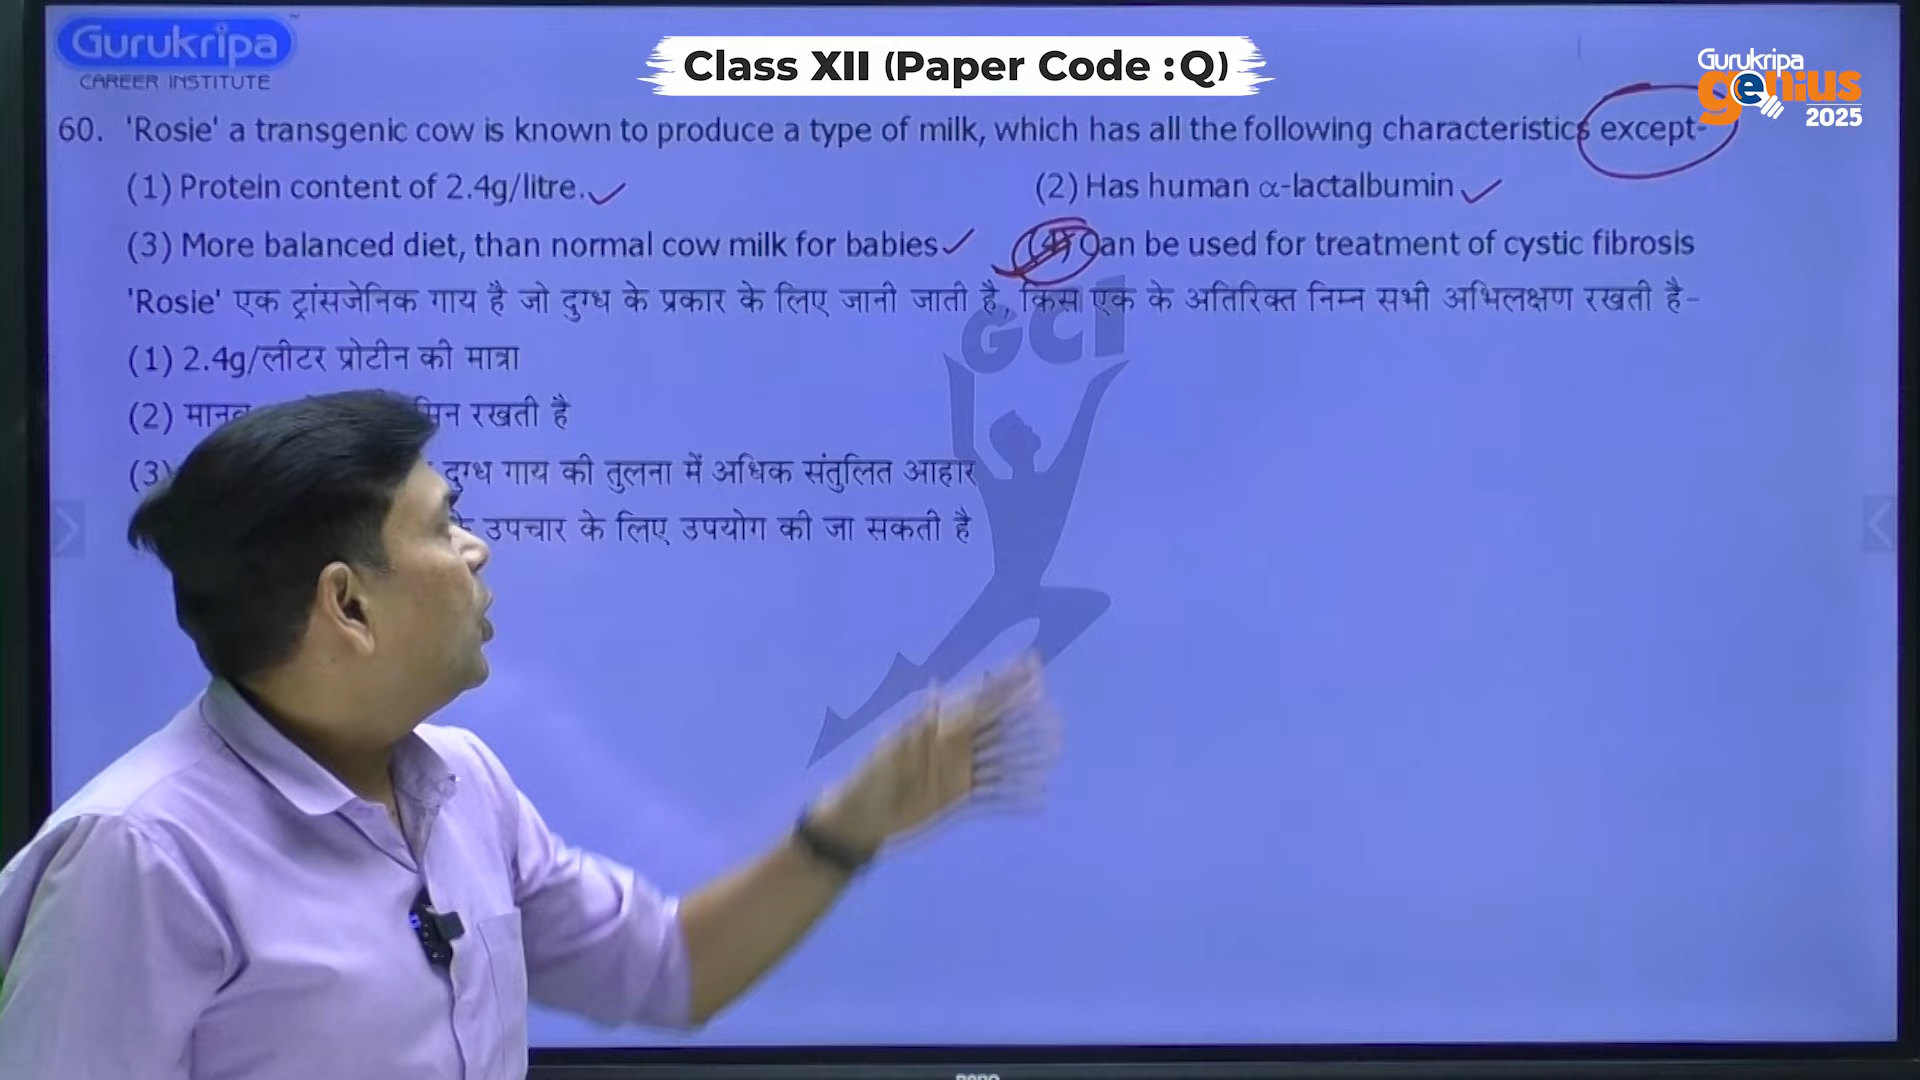 Gurukripa
CAREER INSTITUTE
Class XII (Paper Code :Q)
Gurukripa
genius
2025
60. 'Rosie' a transgenic cow is known to produce a type of milk, which has all the following characteristics except-
(1) Protein content of 2.4g/litre. (2) Has human α-lactalbumin
(3) More balanced diet, than normal cow milk for babies (4) Can be used for treatment of cystic fibrosis
'Rosie' एक ट्रांसजेनिक गाय है जो दुग्ध के प्रकार के लिए जानी जाती है, किस एक के अतिरिक्त निम्न सभी अभिलक्षण रखती है-
(1) 2.4g/लीटर प्रोटीन की मात्रा
(2) रखती है
(3) दुग्ध गाय की तुलना में अधिक संतुलित आहार
उपचार के लिए उपयोग की जा सकती है
GCI